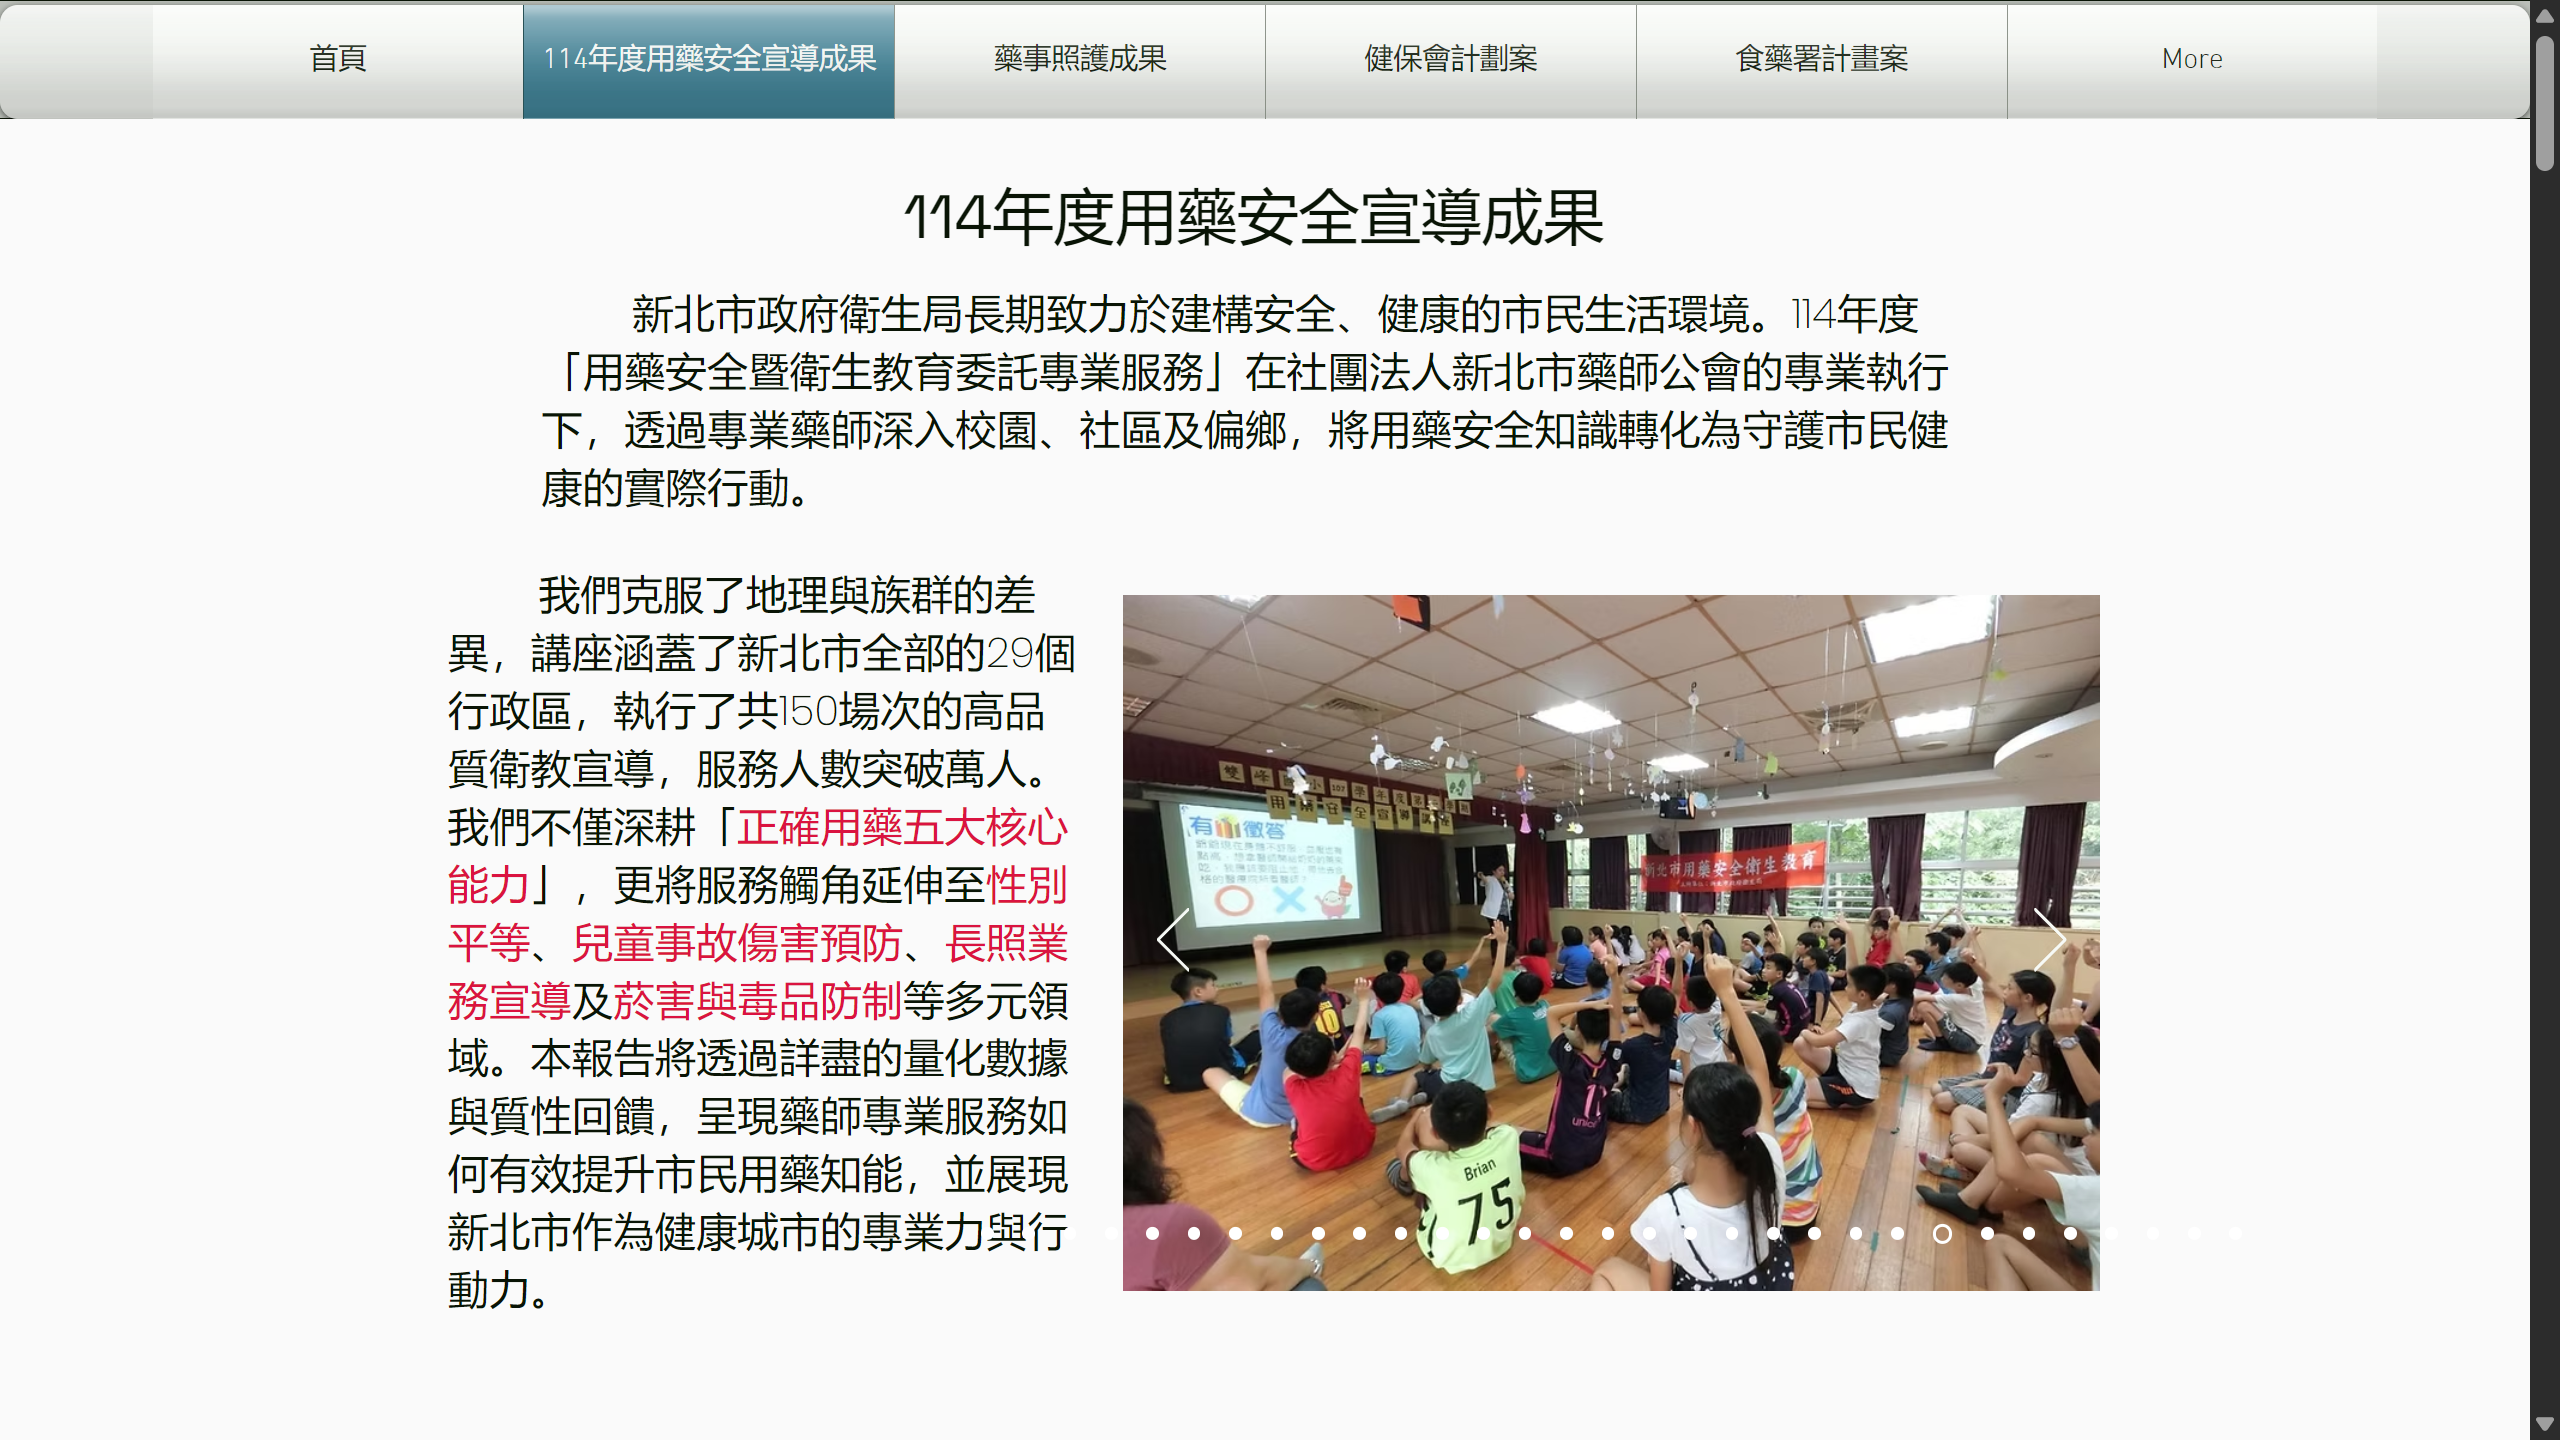 首頁
114年度用藥安全宣導成果
藥事照護成果
健保會計劃案
食藥署計畫案
More
114年度用藥安全宣導成果
新北市政府衛生局長期致力於建構安全、健康的市民生活環境。114年度
「用藥安全暨衛生教育委託專業服務」在社團法人新北市藥師公會的專業執行
下，透過專業藥師深入校園、社區及偏鄉，將用藥安全知識轉化為守護市民健
康的實際行動。
我們克服了地理與族群的差
異，講座涵蓋了新北市全部的29個
行政區，執行了共150場次的高品
質衛教宣導，服務人數突破萬人。
我們不僅深耕「正確用藥五大核心
能力」，更將服務觸角延伸至性別
平等、兒童事故傷害預防、長照業
務宣導及菸害與毒品防制等多元領
域。本報告將透過詳盡的量化數據
與質性回饋，呈現藥師專業服務如
何有效提升市民用藥知能，並展現
新北市作為健康城市的專業力與行
動力。
用藥安全宣導講座
有獎徵答
新北市用藥安全衛生教育
10
Brian
75